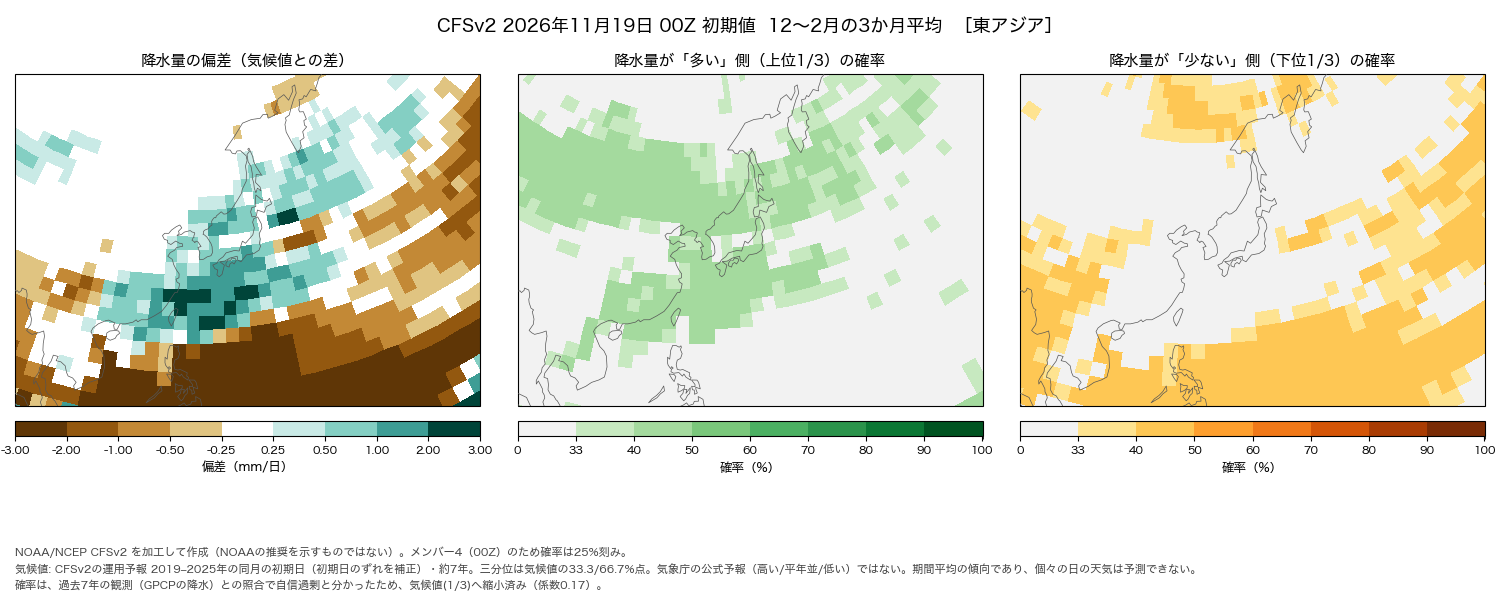 CFSv2 2026年11月19日 00Z 初期値  12〜2月の3か月平均  ［東アジア］
降水量の偏差（気候値との差）
降水量が「多い」側（上位1/3）の確率
降水量が「少ない」側（下位1/3）の確率
-3.00 -2.00 -1.00 -0.50 -0.25 0.25 0.50 1.00 2.00 3.00
偏差（mm/日）
0 33 40 50 60 70 80 90 100
確率（%）
0 33 40 50 60 70 80 90 100
確率（%）
NOAA/NCEP CFSv2 を加工して作成（NOAAの推奨を示すものではない）。メンバー4（00Z）のため確率は25%刻み。
気候値: CFSv2の運用予報 2019–2025年の同月の初期日（初期日のずれを補正）・約7年。三分位は気候値の33.3/66.7%点。気象庁の公式予報（高い/平年並/低い）ではない。期間平均の傾向であり、個々の日の天気は予測できない。
確率は、過去7年の観測（GPCPの降水）との照合で自信過剰と分かったため、気候値(1/3)へ縮小済み（係数0.17）。